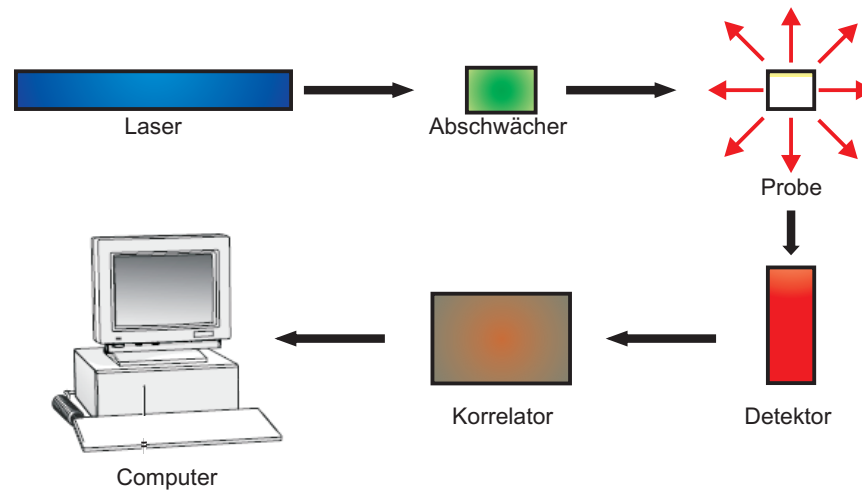 Laser
Abschwächer
Probe
Detektor
Korrelator
Computer